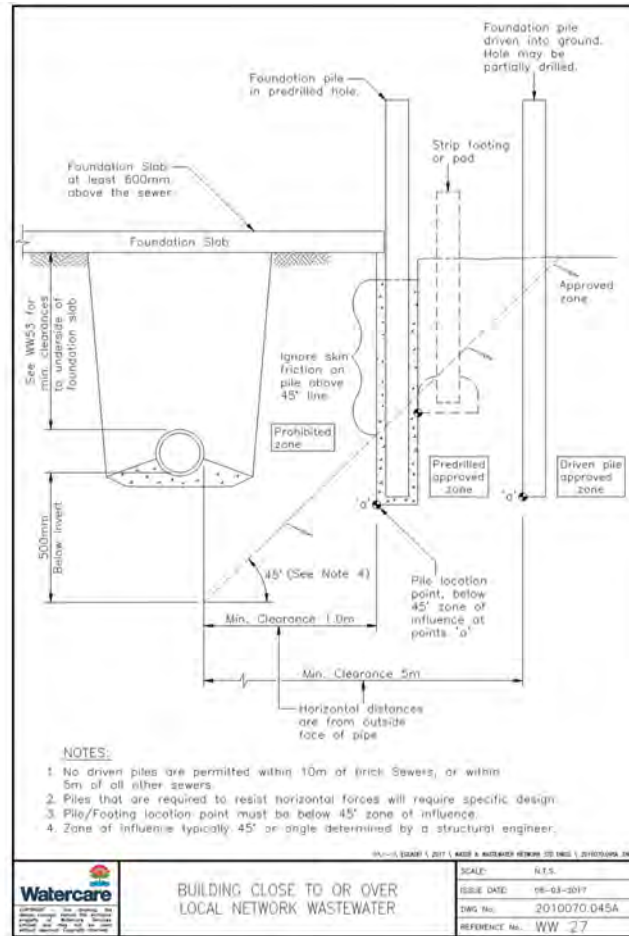 Foundation pile
driven into ground.
Hole may be
partially drilled.
Foundation pile
in predrilled hole.
Strip footing
or pad
Foundation Slab
at least 600mm
above the sewer
Foundation Slab
Approved
zone
See WW53 for
min. clearances
to underside of
foundation slab
Ignore skin
friction on
pile above
45° line
Prohibited
zone
Predrilled
approved
zone
Driven pile
approved
zone
'a'
'a'
500mm
Below invert
45° (See Note 4)
Pile location
point, below
45° zone of
influence at
points 'a'
Min. Clearance 1.0m
Min. Clearance 5m
Horizontal distances
are from outside
face of pipe
NOTES:
1. No driven piles are permitted within 10m of brick Sewers, or within
5m of all other sewers.
2. Piles that are required to resist horizontal forces will require specific design.
3. Pile/Footing location point must be below 45° zone of influence.
4. Zone of influence typically 45° or angle determined by a structural engineer.
Watercare
BUILDING CLOSE TO OR OVER
LOCAL NETWORK WASTEWATER
SCALE: N.T.S.
ISSUE DATE: 06-03-2017
DWG No. 2010070.045A
REFERENCE No. WW 27